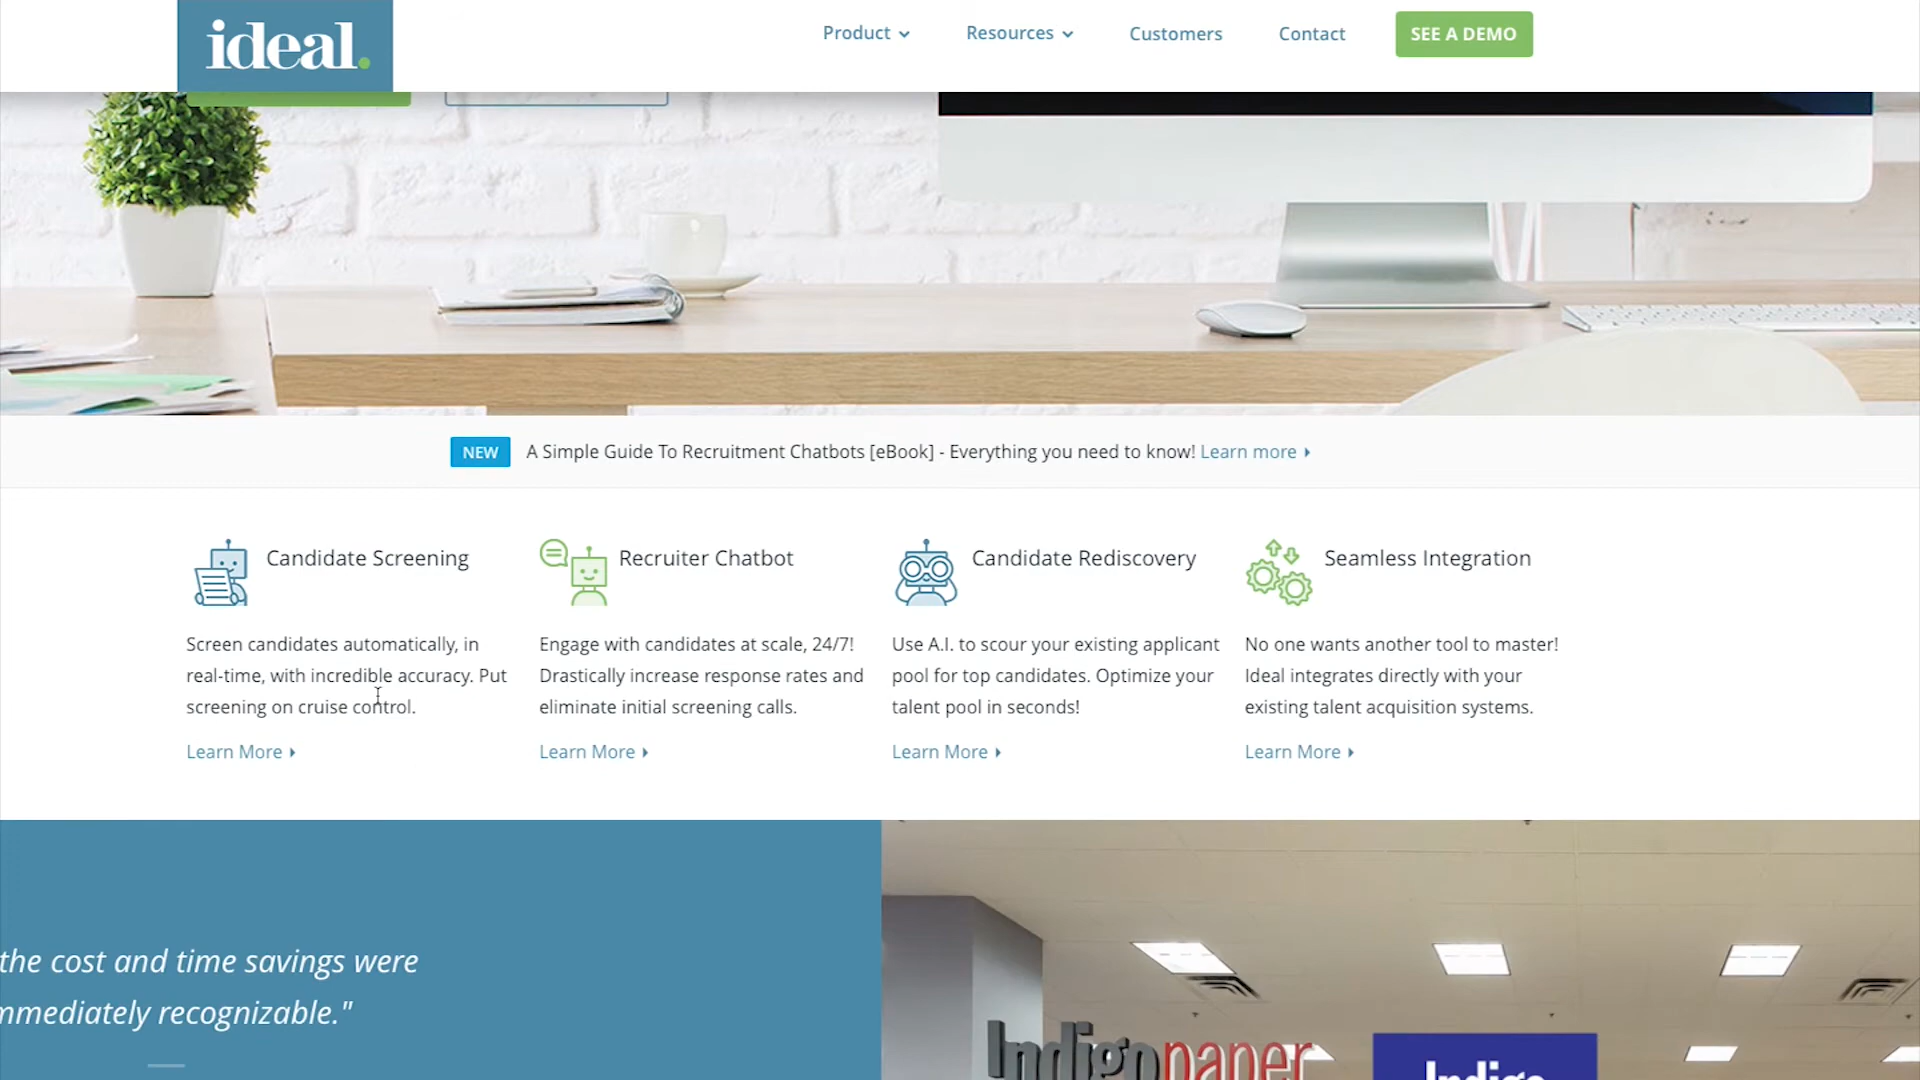 ideal.
Product
Resources
Customers
Contact
SEE A DEMO
NEW
A Simple Guide To Recruitment Chatbots [eBook] - Everything you need to know! Learn more
Candidate Screening
Screen candidates automatically, in
real-time, with incredible accuracy. Put
screening on cruise control.
Learn More
Recruiter Chatbot
Engage with candidates at scale, 24/7!
Drastically increase response rates and
eliminate initial screening calls.
Learn More
Candidate Rediscovery
Use A.I. to scour your existing applicant
pool for top candidates. Optimize your
talent pool in seconds!
Learn More
Seamless Integration
No one wants another tool to master!
Ideal integrates directly with your
existing talent acquisition systems.
Learn More
the cost and time savings were
mmediately recognizable."
Indigopaper
Indigo